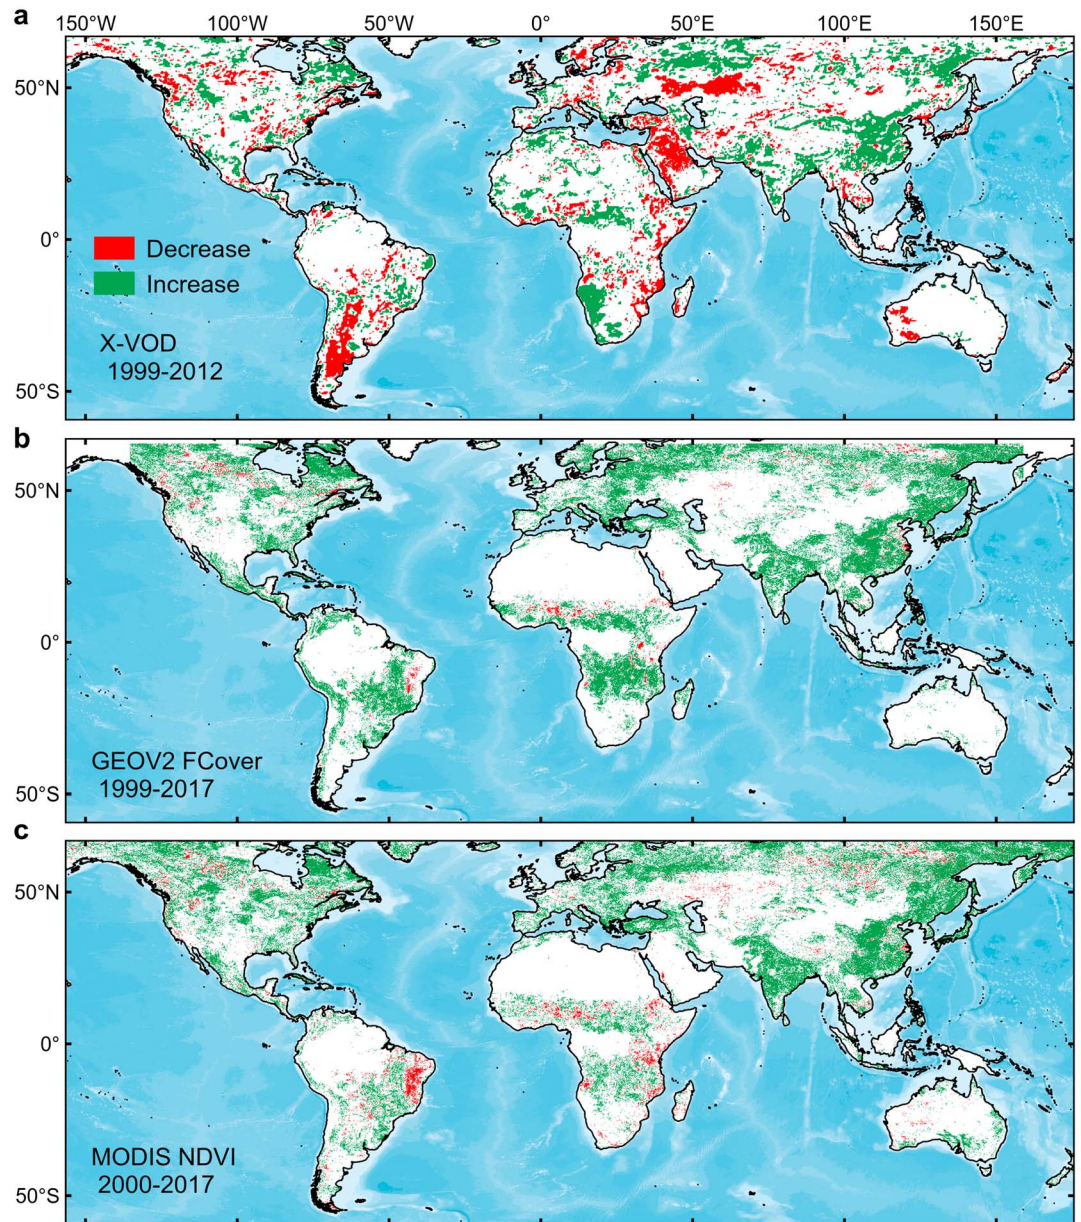 a
100°W
150°W
50°W
0°
50°E
100°E
150°E
50°N
0°
Decrease
Increase
X-VOD
1999-2012
50°S
b
50°N
0°
GEOV2 FCover
1999-2017
50°S
c
50°N
0°
MODIS NDVI
2000-2017
50°S